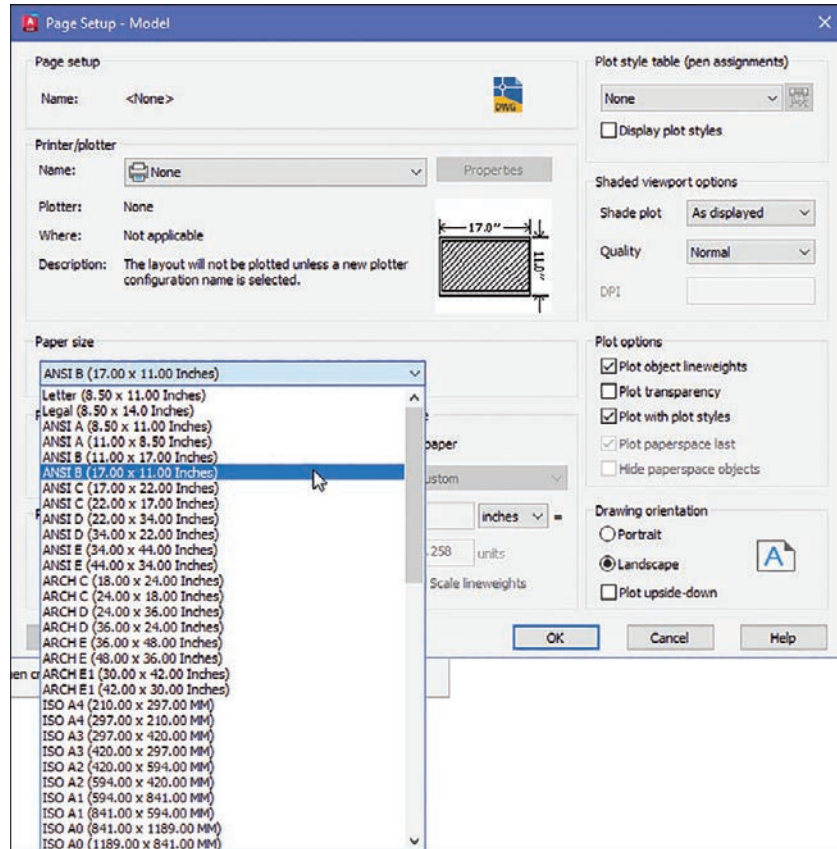 Page Setup - Model
Page setup
Name: <None>
DWG
Printer/plotter
Name: None
Properties
Plotter: None
Where: Not applicable
Description: The layout will not be plotted unless a new plotter
configuration name is selected.
17.0"
11.0"
Paper size
ANSI B (17.00 x 11.00 Inches)
Letter (8.50 x 11.00 Inches)
Legal (8.50 x 14.0 Inches)
ANSI A (8.50 x 11.00 Inches)
ANSI A (11.00 x 8.50 Inches)
ANSI B (11.00 x 17.00 Inches)
ANSI B (17.00 x 11.00 Inches)
ANSI C (17.00 x 22.00 Inches)
ANSI C (22.00 x 17.00 Inches)
ANSI D (22.00 x 34.00 Inches)
ANSI D (34.00 x 22.00 Inches)
ANSI E (34.00 x 44.00 Inches)
ANSI E (44.00 x 34.00 Inches)
ARCH C (18.00 x 24.00 Inches)
ARCH C (24.00 x 18.00 Inches)
ARCH D (24.00 x 36.00 Inches)
ARCH D (36.00 x 24.00 Inches)
ARCH E (36.00 x 48.00 Inches)
ARCH E (48.00 x 36.00 Inches)
ARCH E1 (30.00 x 42.00 Inches)
ARCH E1 (42.00 x 30.00 Inches)
ISO A4 (210.00 x 297.00 MM)
ISO A4 (297.00 x 210.00 MM)
ISO A3 (297.00 x 420.00 MM)
ISO A3 (420.00 x 297.00 MM)
ISO A2 (420.00 x 594.00 MM)
ISO A2 (594.00 x 420.00 MM)
ISO A1 (594.00 x 841.00 MM)
ISO A1 (841.00 x 594.00 MM)
ISO A0 (841.00 x 1189.00 MM)
ISO A0 (1189.00 x 841.00 MM)
paper
ustom
inches =
.258 units
Scale lineweights
Plot style table (pen assignments)
None
Display plot styles
Shaded viewport options
Shade plot As displayed
Quality Normal
DPI
Plot options
Plot object lineweights
Plot transparency
Plot with plot styles
Plot paperspace last
Hide paperspace objects
Drawing orientation
Portrait
Landscape
A
Plot upside-down
OK
Cancel
Help